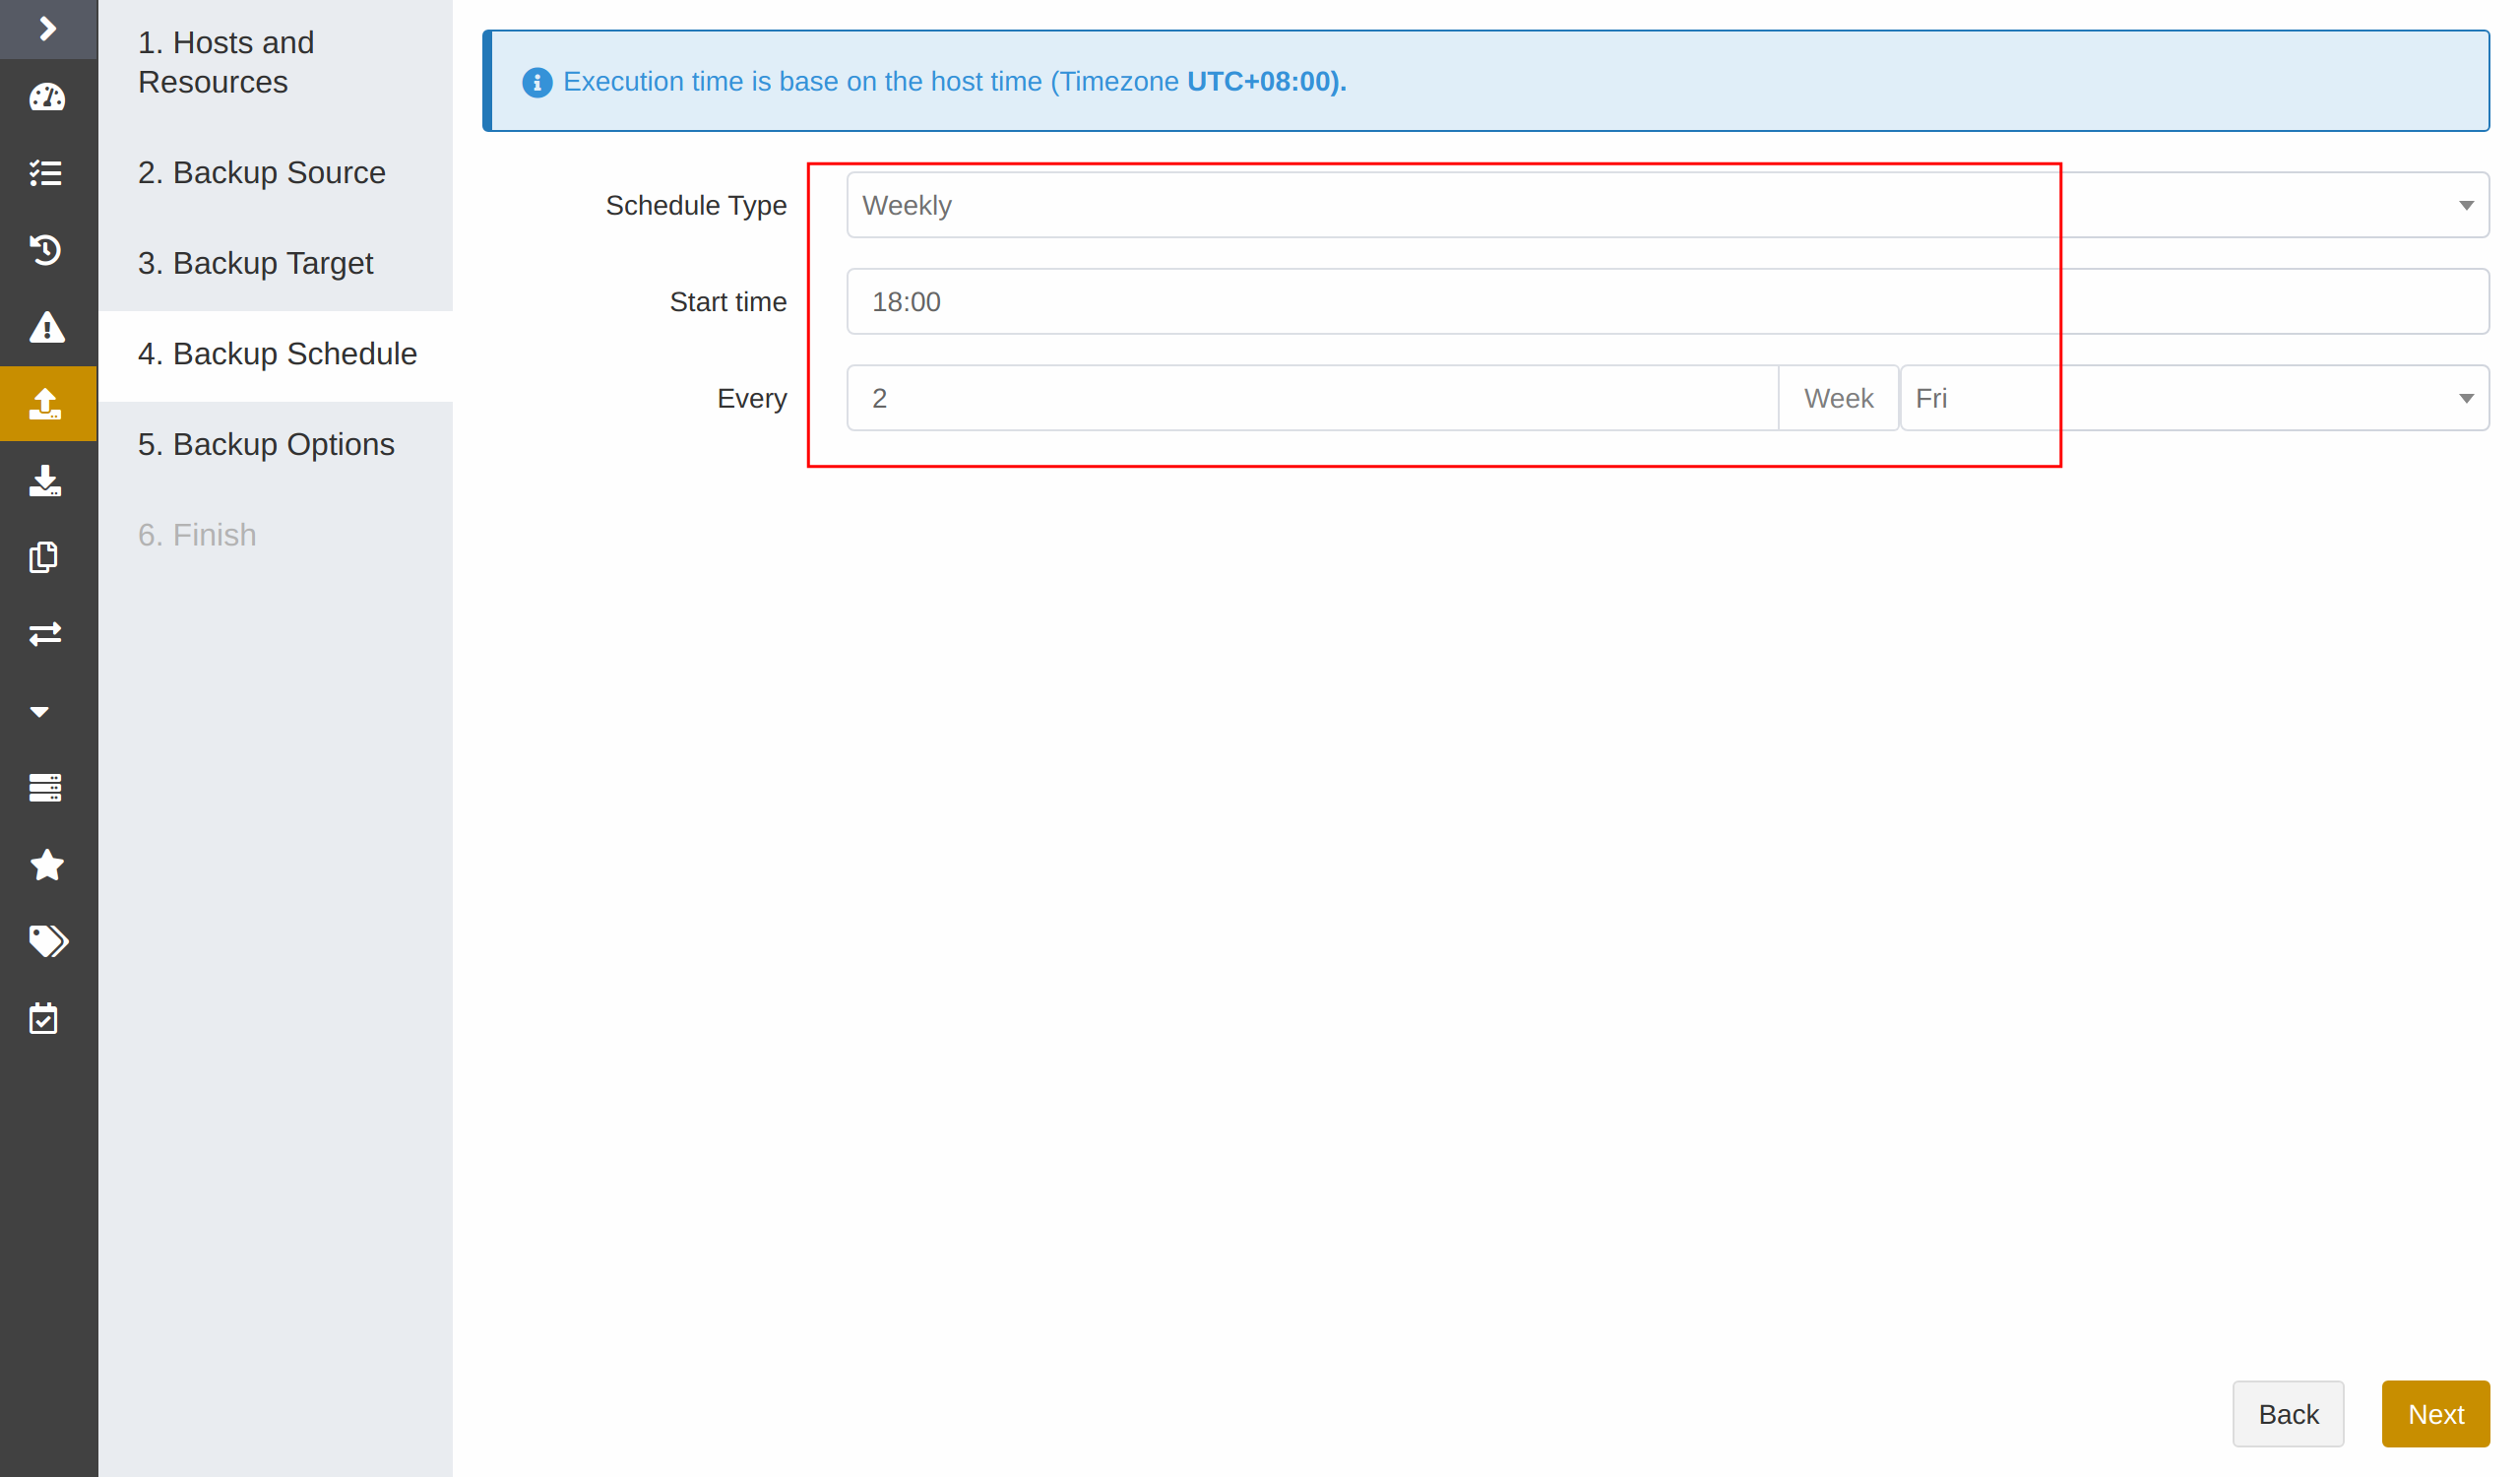 1. Hosts and
Resources
2. Backup Source
3. Backup Target
4. Backup Schedule
5. Backup Options
6. Finish
Execution time is base on the host time (Timezone UTC+08:00).
Schedule Type Weekly
Start time 18:00
Every 2 Week Fri
Back Next